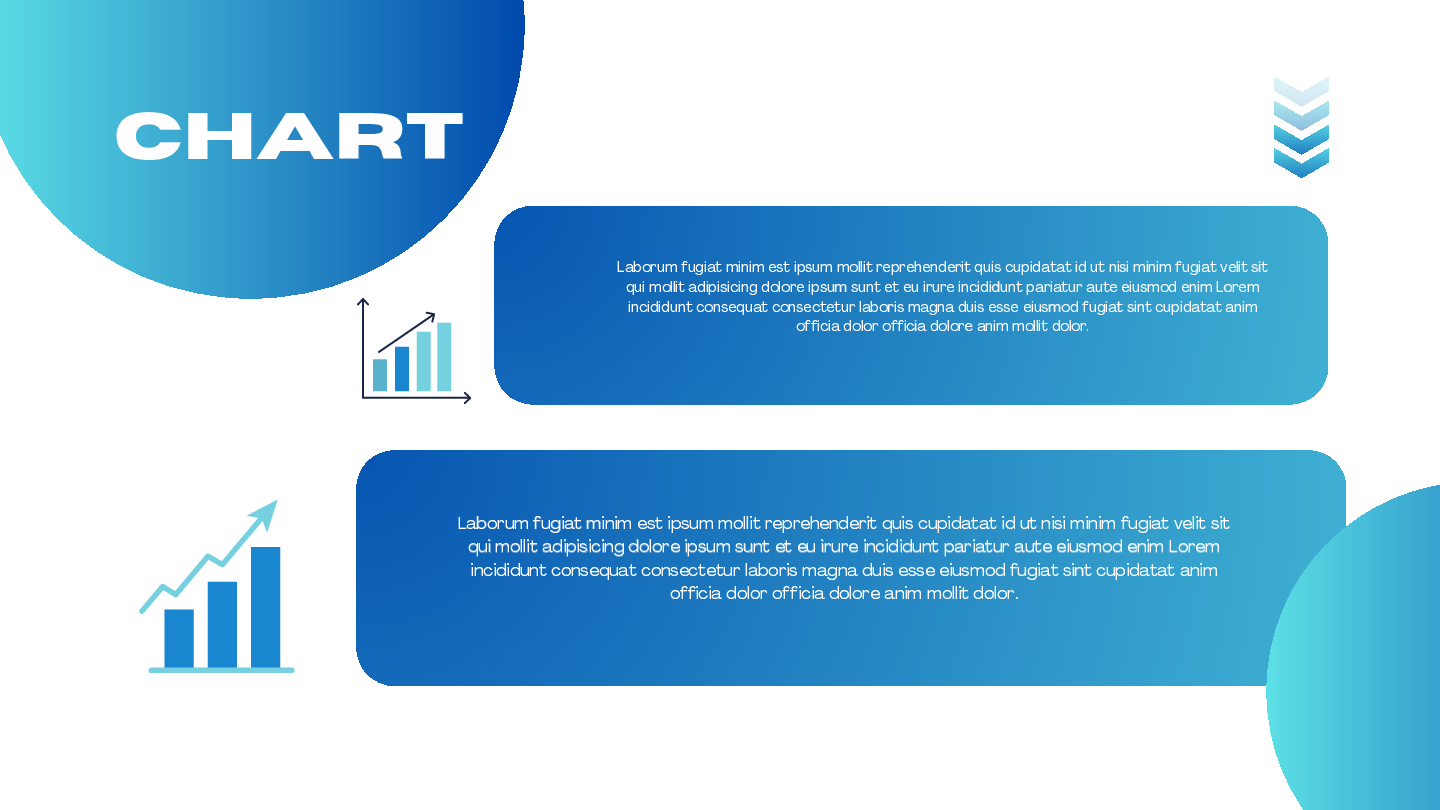 CHART
Laborum fugiat minim est ipsum mollit reprehenderit quis cupidatat id ut nisi minim fugiat velit sit
qui mollit adipisicing dolore ipsum sunt et eu irure incididunt pariatur aute eiusmod enim Lorem
incididunt consequat consectetur laboris magna duis esse eiusmod fugiat sint cupidatat anim
officia dolor officia dolore anim mollit dolor.
Laborum fugiat minim est ipsum mollit reprehenderit quis cupidatat id ut nisi minim fugiat velit sit
qui mollit adipisicing dolore ipsum sunt et eu irure incididunt pariatur aute eiusmod enim Lorem
incididunt consequat consectetur laboris magna duis esse eiusmod fugiat sint cupidatat anim
officia dolor officia dolore anim mollit dolor.